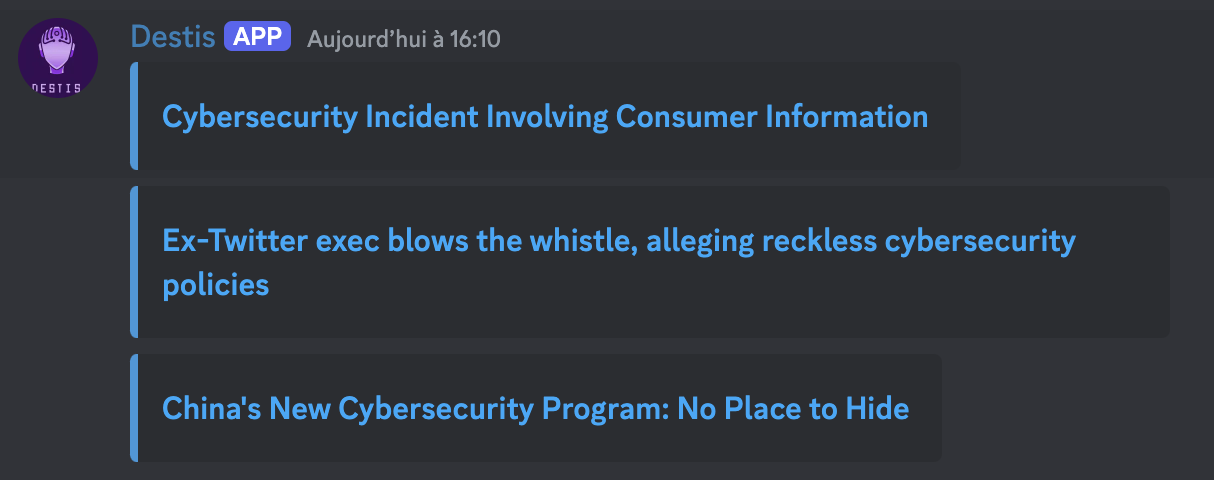 Destis APP Aujourd’hui à 16:10
DESTIS
Cybersecurity Incident Involving Consumer Information
Ex-Twitter exec blows the whistle, alleging reckless cybersecurity
policies
China's New Cybersecurity Program: No Place to Hide